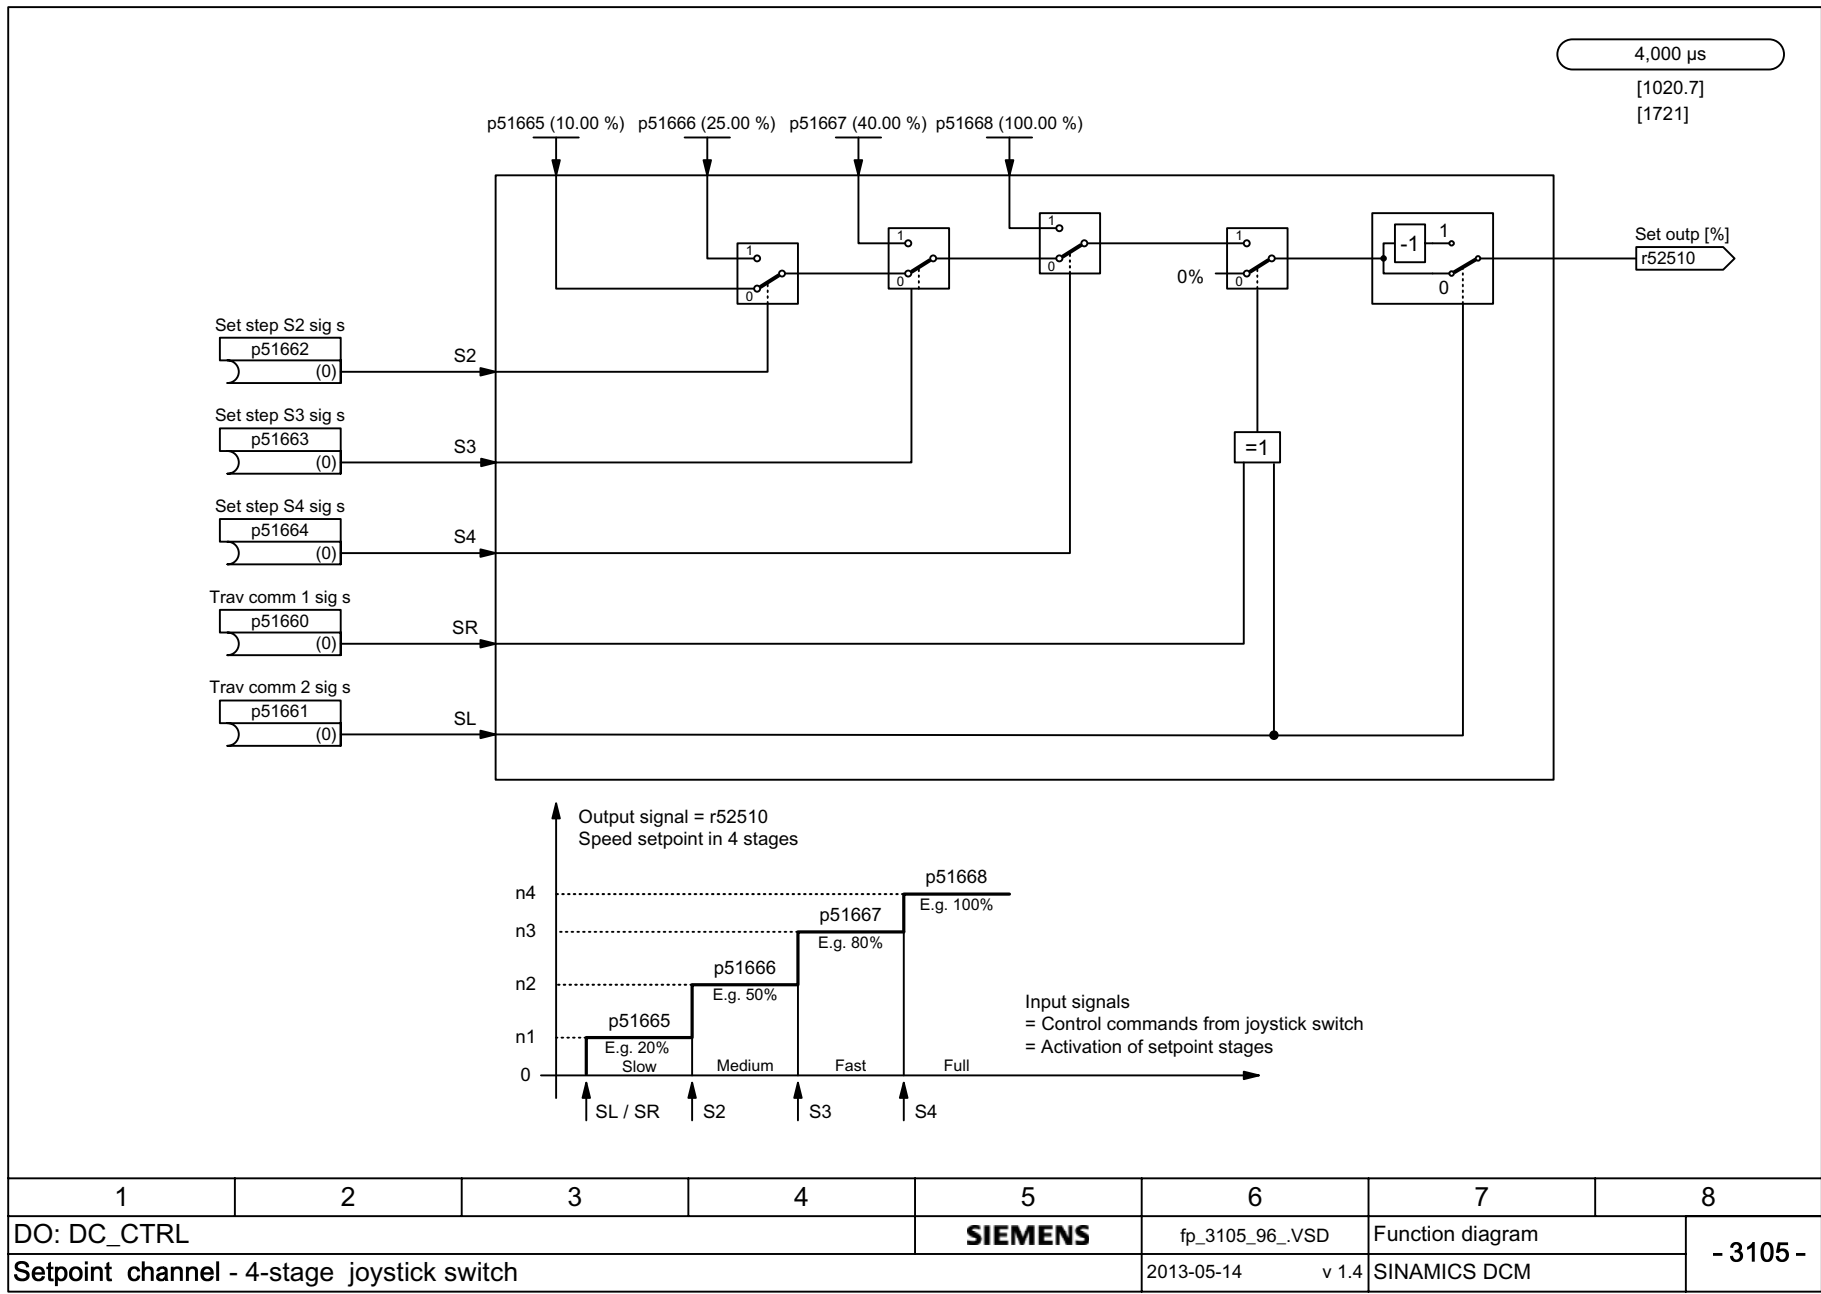 4,000 µs
[1020.7]
[1721]
p51665 (10.00 %) p51666 (25.00 %) p51667 (40.00 %) p51668 (100.00 %)
1
0
1
0
1
0
1
0% 0
-1 1
0
Set outp [%]
r52510
Set step S2 sig s
p51662
(0)
S2
Set step S3 sig s
p51663
(0)
S3
=1
Set step S4 sig s
p51664
(0)
S4
Trav comm 1 sig s
p51660
(0)
SR
Trav comm 2 sig s
p51661
(0)
SL
Output signal = r52510
Speed setpoint in 4 stages
n4
n3
n2
n1
0
p51668
E.g. 100%
p51667
E.g. 80%
p51666
E.g. 50%
p51665
E.g. 20%
Slow Medium Fast Full
SL / SR S2 S3 S4
Input signals
= Control commands from joystick switch
= Activation of setpoint stages
1 2 3 4 5 6 7 8
DO: DC_CTRL SIEMENS fp_3105_96_.VSD Function diagram
- 3105 -
Setpoint channel - 4-stage joystick switch 2013-05-14 v 1.4 SINAMICS DCM